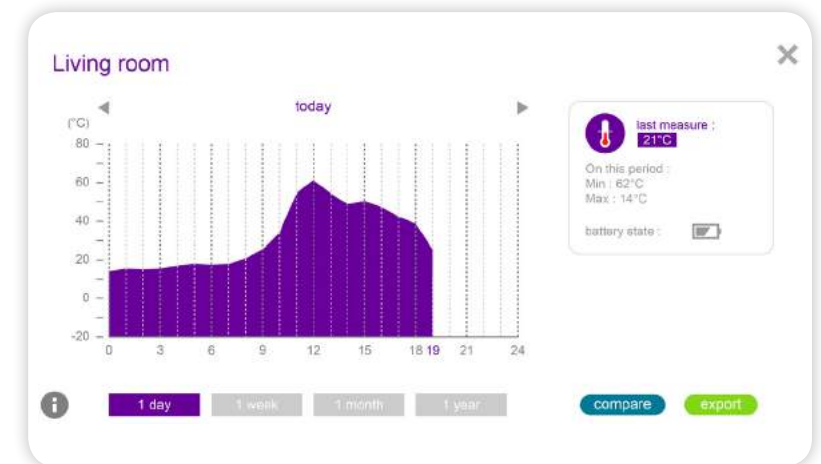 Living room
today
(°C)
80
60
40
20
0
-20
0 3 6 9 12 15 18 19 21 24
last measure :
21°C
On this period :
Min : 62°C
Max : 14°C
battery state :
i
1 day 1 week 1 month 1 year
compare export